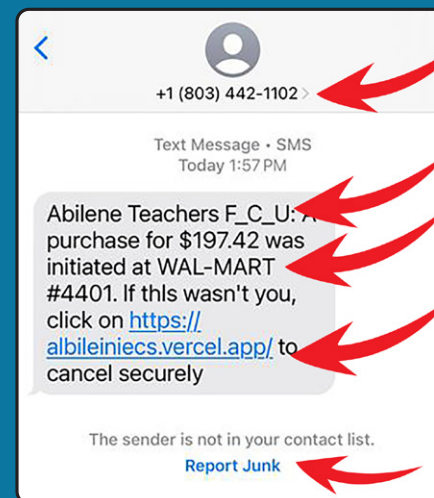 +1 (803) 442-1102 >
Text Message • SMS
Today 1:57 PM
Abilene Teachers F_C_U: A
purchase for $197.42 was
initiated at WAL-MART
#4401. If thls wasn't you,
click on https://
albileiniecs.vercel.app/ to
cancel securely
The sender is not in your contact list.
Report Junk